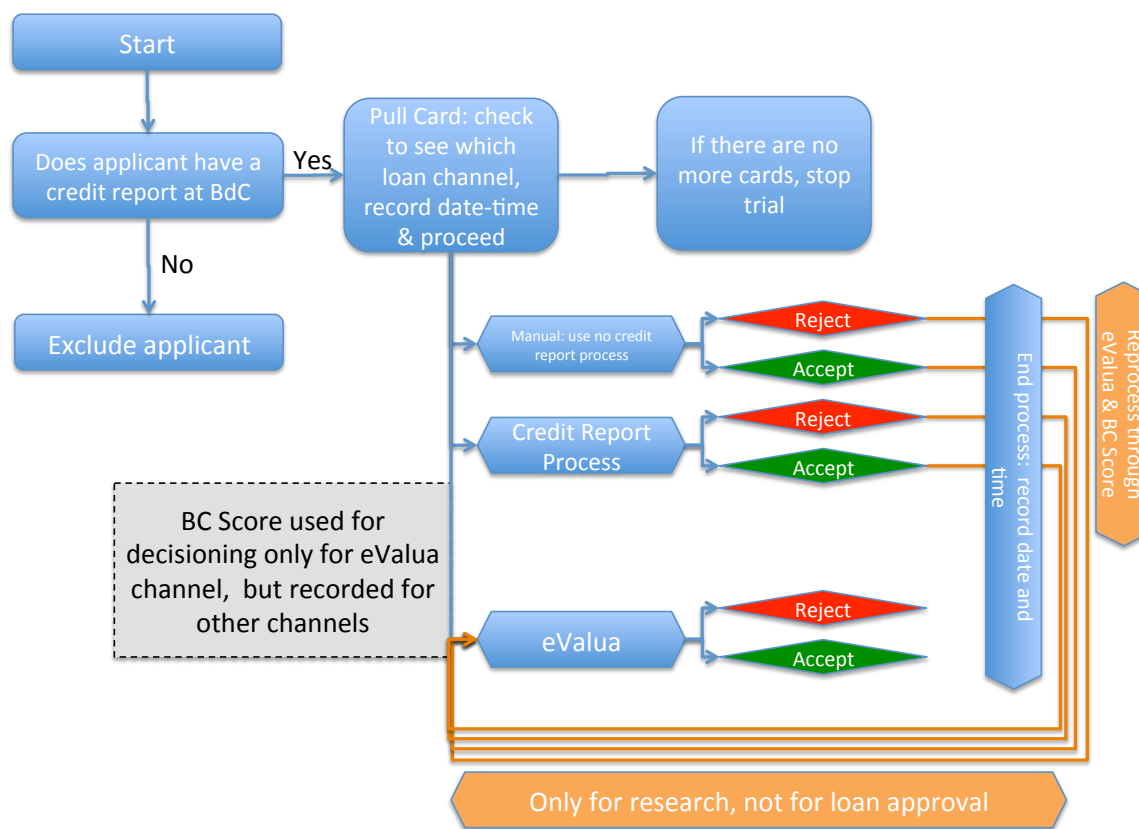 Start
Does applicant have a
credit report at BdC
Yes
Pull Card: check
to see which
loan channel,
record date-time
& proceed
If there are no
more cards, stop
trial
No
Exclude applicant
Manual: use no credit
report process
Reject
Accept
Credit Report
Process
Reject
Accept
BC Score used for
decisioning only for eValua
channel, but recorded for
other channels
eValua
Reject
Accept
End process: record date and
time
Reprocess through
eValua & BC Score
Only for research, not for loan approval